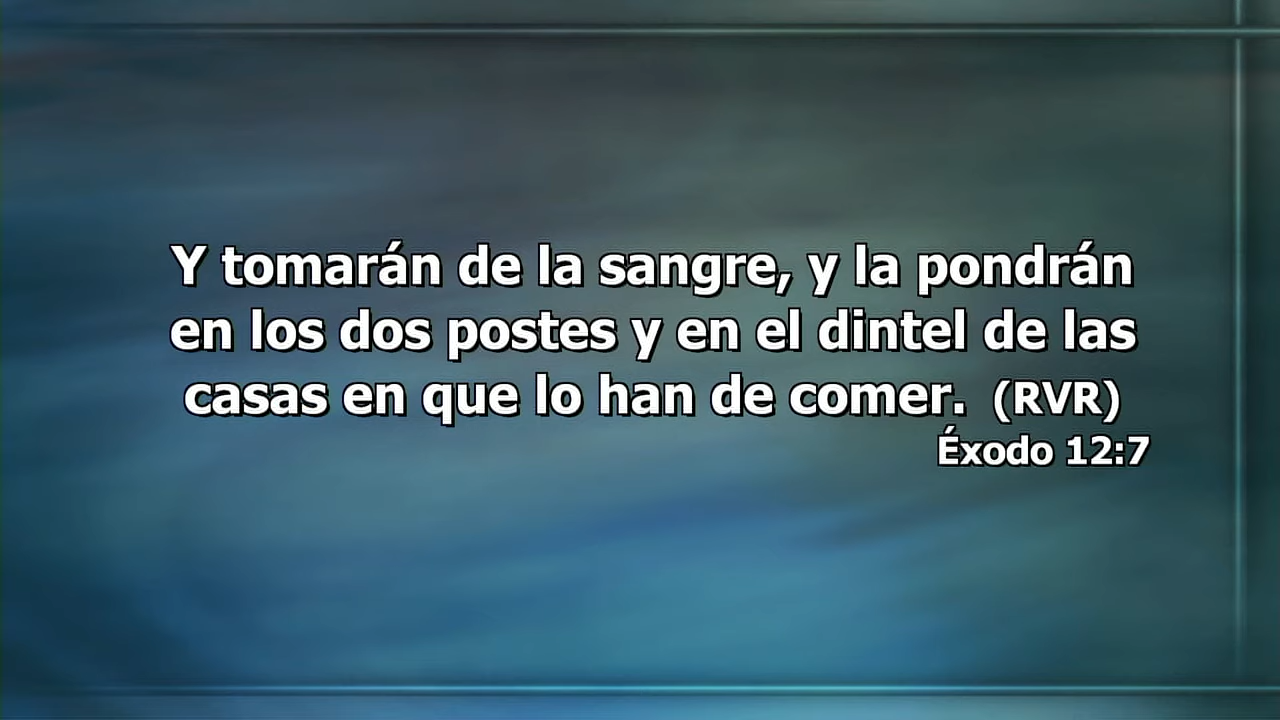 Y tomarán de la sangre, y la pondrán
en los dos postes y en el dintel de las
casas en que lo han de comer. (RVR)
Éxodo 12:7